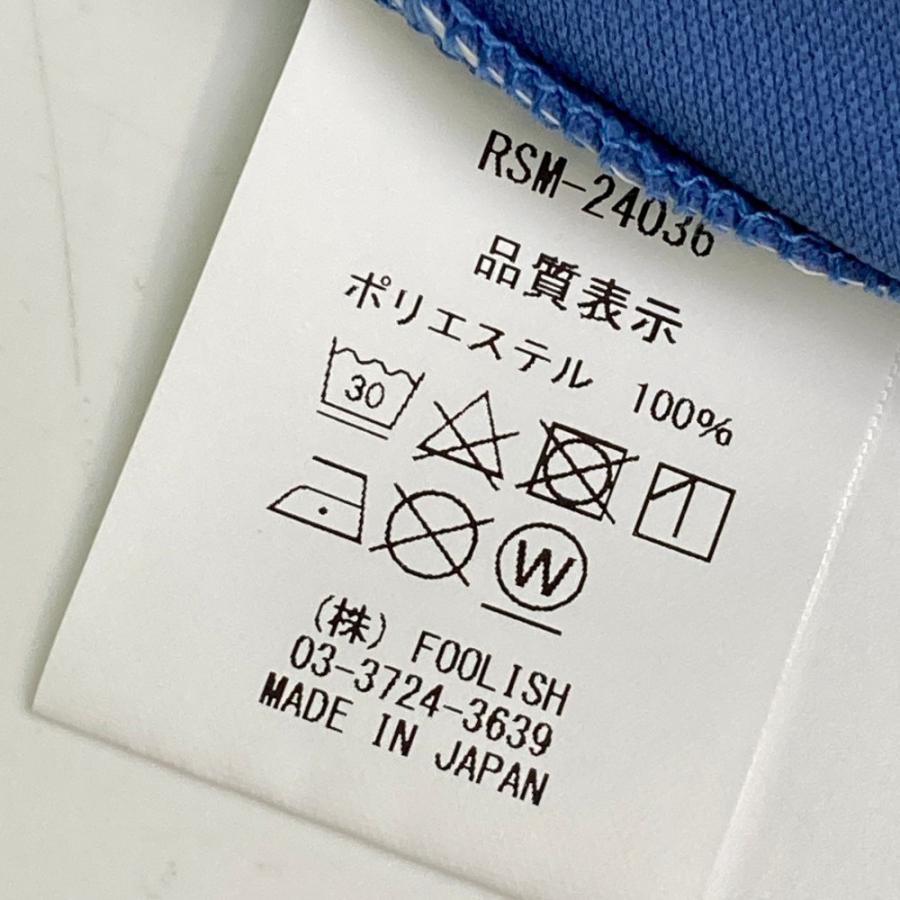 RSM-24036
品質表示
ポリエステル 100%
30
W
(株) FOOLISH
03-3724-3639
MADE IN JAPAN